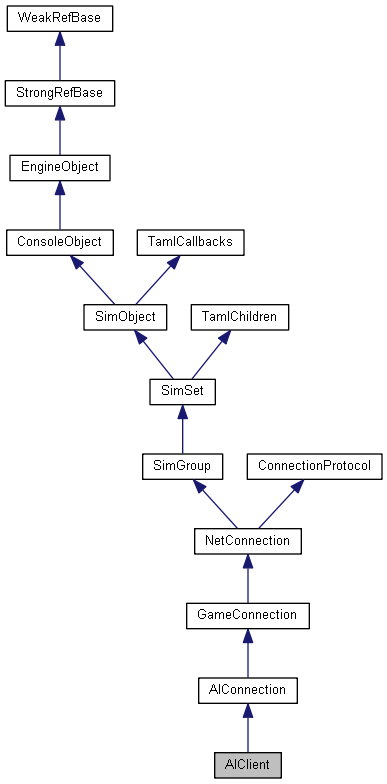 WeakRefBase
StrongRefBase
EngineObject
ConsoleObject
TamlCallbacks
SimObject
TamlChildren
SimSet
SimGroup
ConnectionProtocol
NetConnection
GameConnection
AIConnection
AIClient